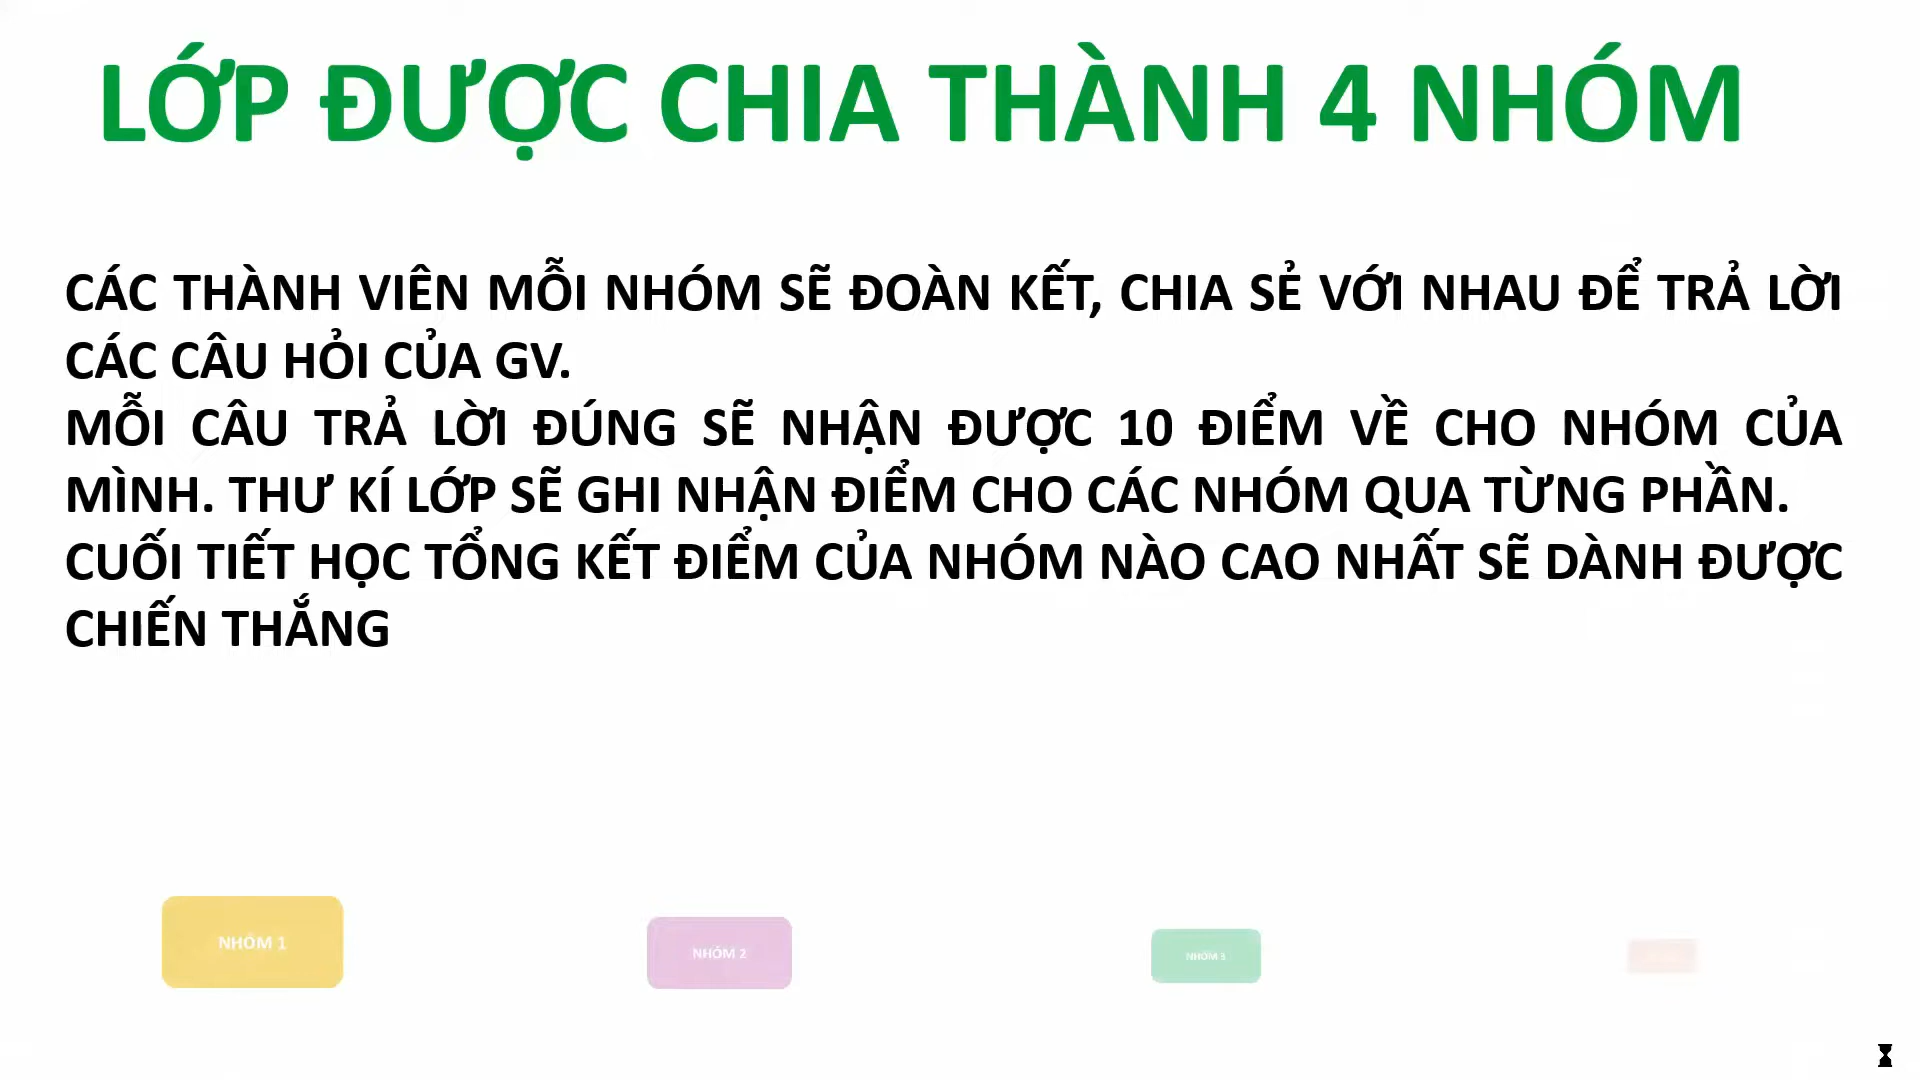 LỚP ĐƯỢC CHIA THÀNH 4 NHÓM
CÁC THÀNH VIÊN MỖI NHÓM SẼ ĐOÀN KẾT, CHIA SẺ VỚI NHAU ĐỂ TRẢ LỜI
CÁC CÂU HỎI CỦA GV.
MỖI CÂU TRẢ LỜI ĐÚNG SẼ NHẬN ĐƯỢC 10 ĐIỂM VỀ CHO NHÓM CỦA
MÌNH. THƯ KÍ LỚP SẼ GHI NHẬN ĐIỂM CHO CÁC NHÓM QUA TỪNG PHẦN.
CUỐI TIẾT HỌC TỔNG KẾT ĐIỂM CỦA NHÓM NÀO CAO NHẤT SẼ DÀNH ĐƯỢC
CHIẾN THẮNG
NHÓM 1
NHÓM 2
NHÓM 3